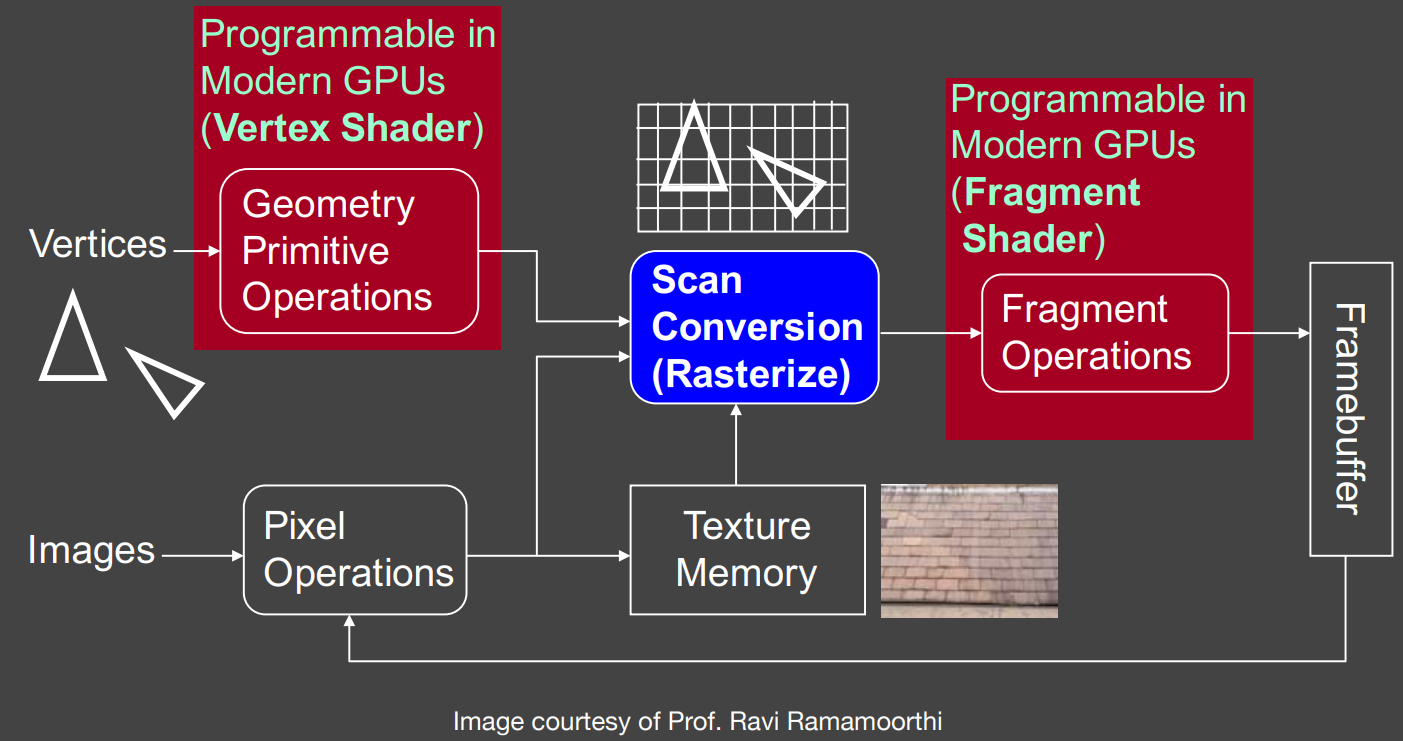 Programmable in
Modern GPUs
(Vertex Shader)
Geometry
Primitive
Operations
Vertices
Scan
Conversion
(Rasterize)
Programmable in
Modern GPUs
(Fragment
Shader)
Fragment
Operations
Framebuffer
Images
Pixel
Operations
Texture
Memory
Image courtesy of Prof. Ravi Ramamoorthi